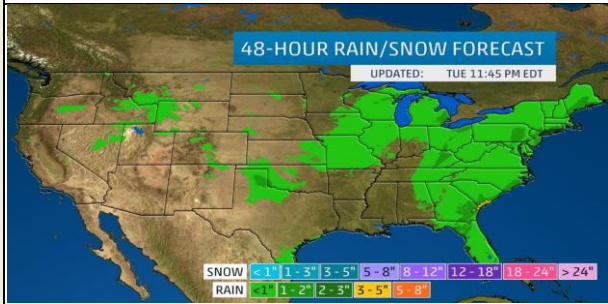 48-HOUR RAIN/SNOW FORECAST
UPDATED: TUE 11:45 PM EDT
SNOW <1" 1 - 3" 3 - 5" 5 - 8" 8 - 12" 12 - 18" 18 - 24" > 24"
RAIN <1" 1 - 2" 2 - 3" 3 - 5" 5 - 8"